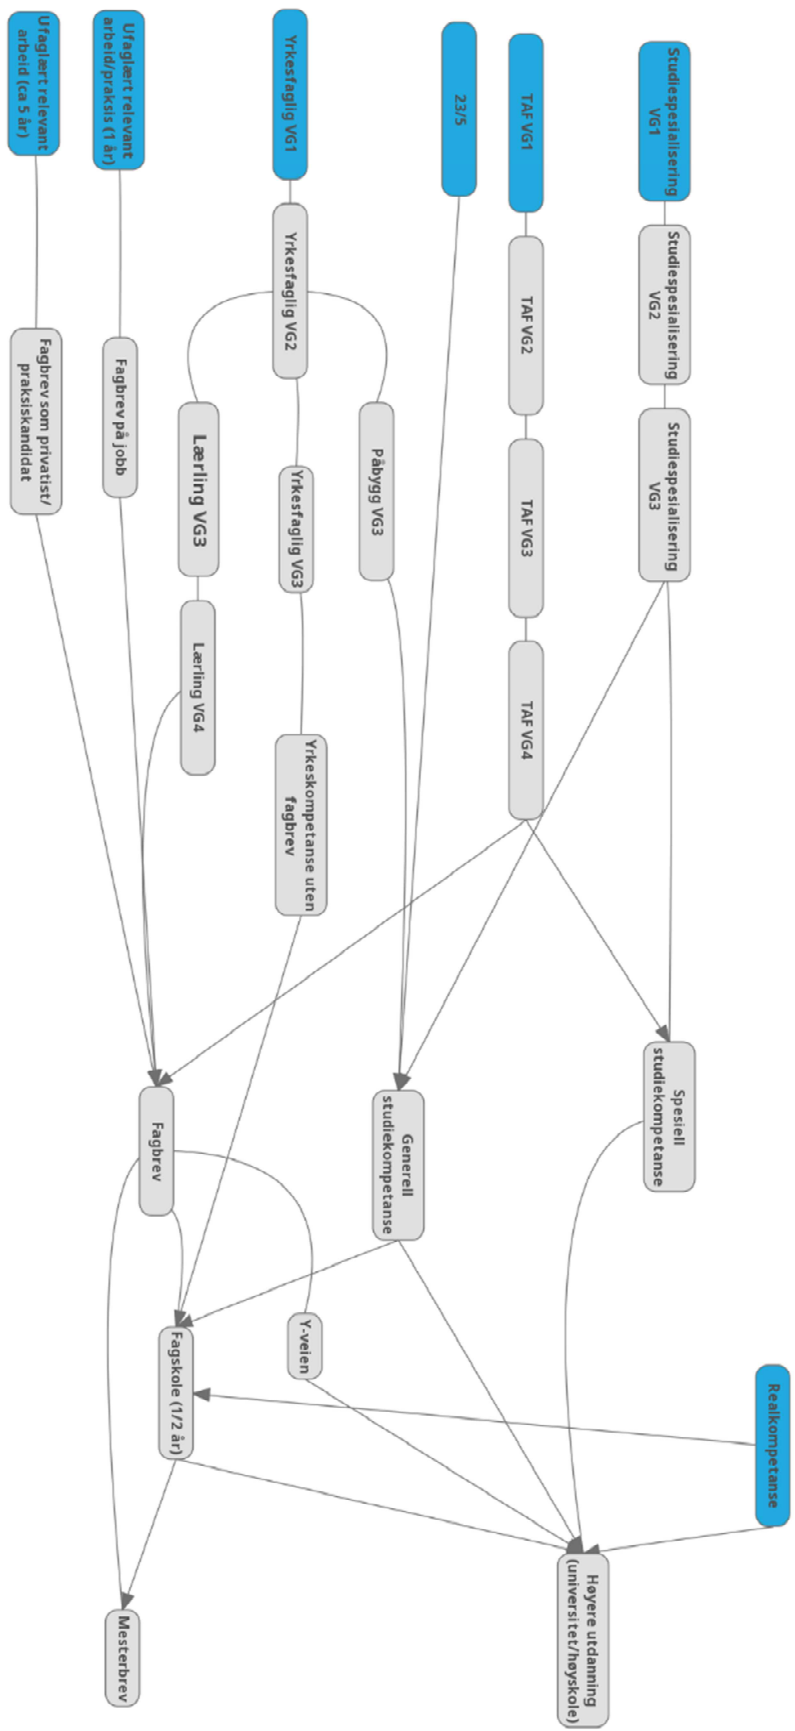 Studiespesialisering
VG1
Studiespesialisering
VG2
Studiespesialisering
VG3
Spesiell
studiekompetanse
Realkompetanse
Høyere utdanning
(universitet/høyskole)
TAF VG1
TAF VG2
TAF VG3
TAF VG4
23/5
Påbygg VG3
Generell
studiekompetanse
Yrkesfaglig VG1
Yrkesfaglig VG2
Yrkesfaglig VG3
Yrkeskompetanse uten
fagbrev
Y-veien
Lærling VG3
Lærling VG4
Fagbrev
Fagskole (1/2 år)
Mesterbrev
Ufaglært relevant
arbeid/praksis (1 år)
Fagbrev på jobb
Ufaglært relevant
arbeid (ca 5 år)
Fagbrev som privatist/
praksiskandidat